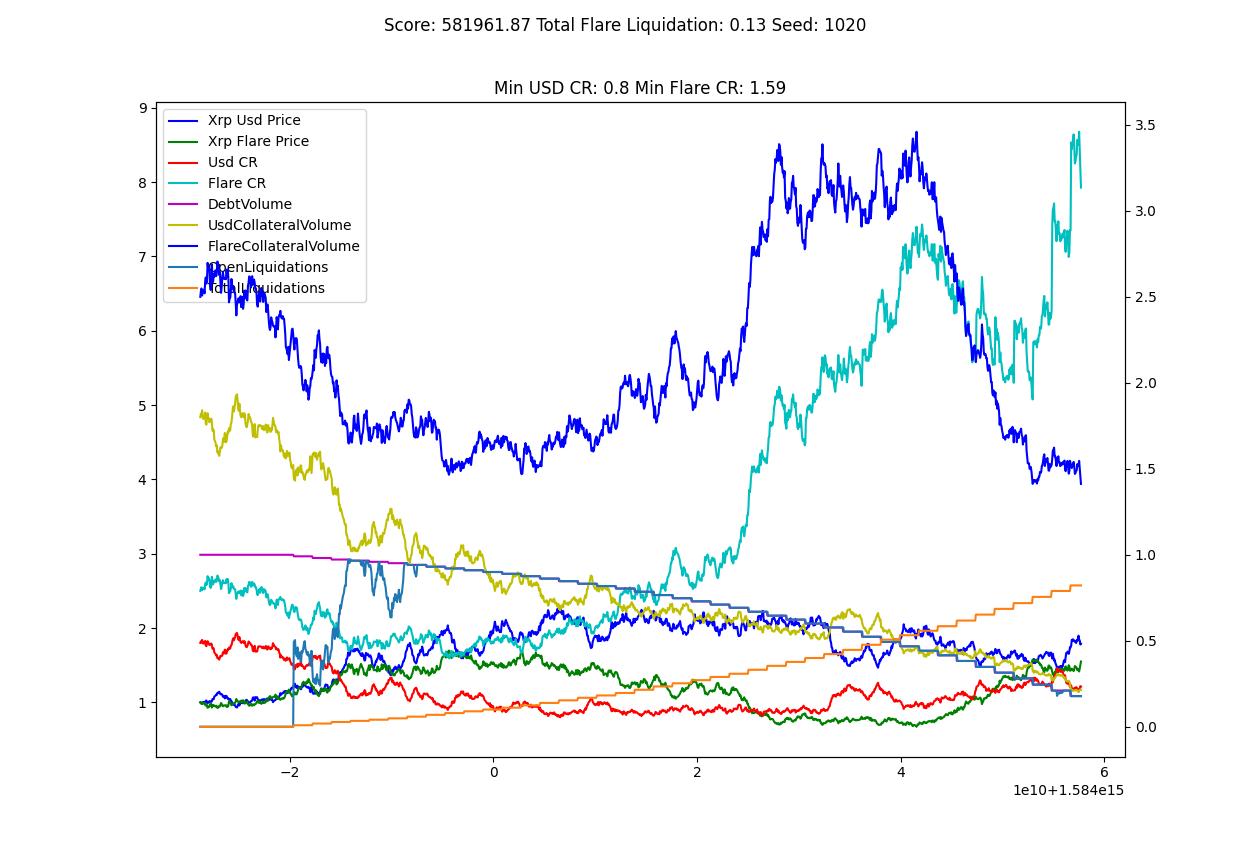 Score: 581961.87 Total Flare Liquidation: 0.13 Seed: 1020
Min USD CR: 0.8 Min Flare CR: 1.59
Xrp Usd Price
Xrp Flare Price
Usd CR
Flare CR
DebtVolume
UsdCollateralVolume
FlareCollateralVolume
OpenLiquidations
TotalLiquidations
9
8
7
6
5
4
3
2
1
3.5
3.0
2.5
2.0
1.5
1.0
0.5
0.0
−2
0
2
4
6
1e10+1.584e15